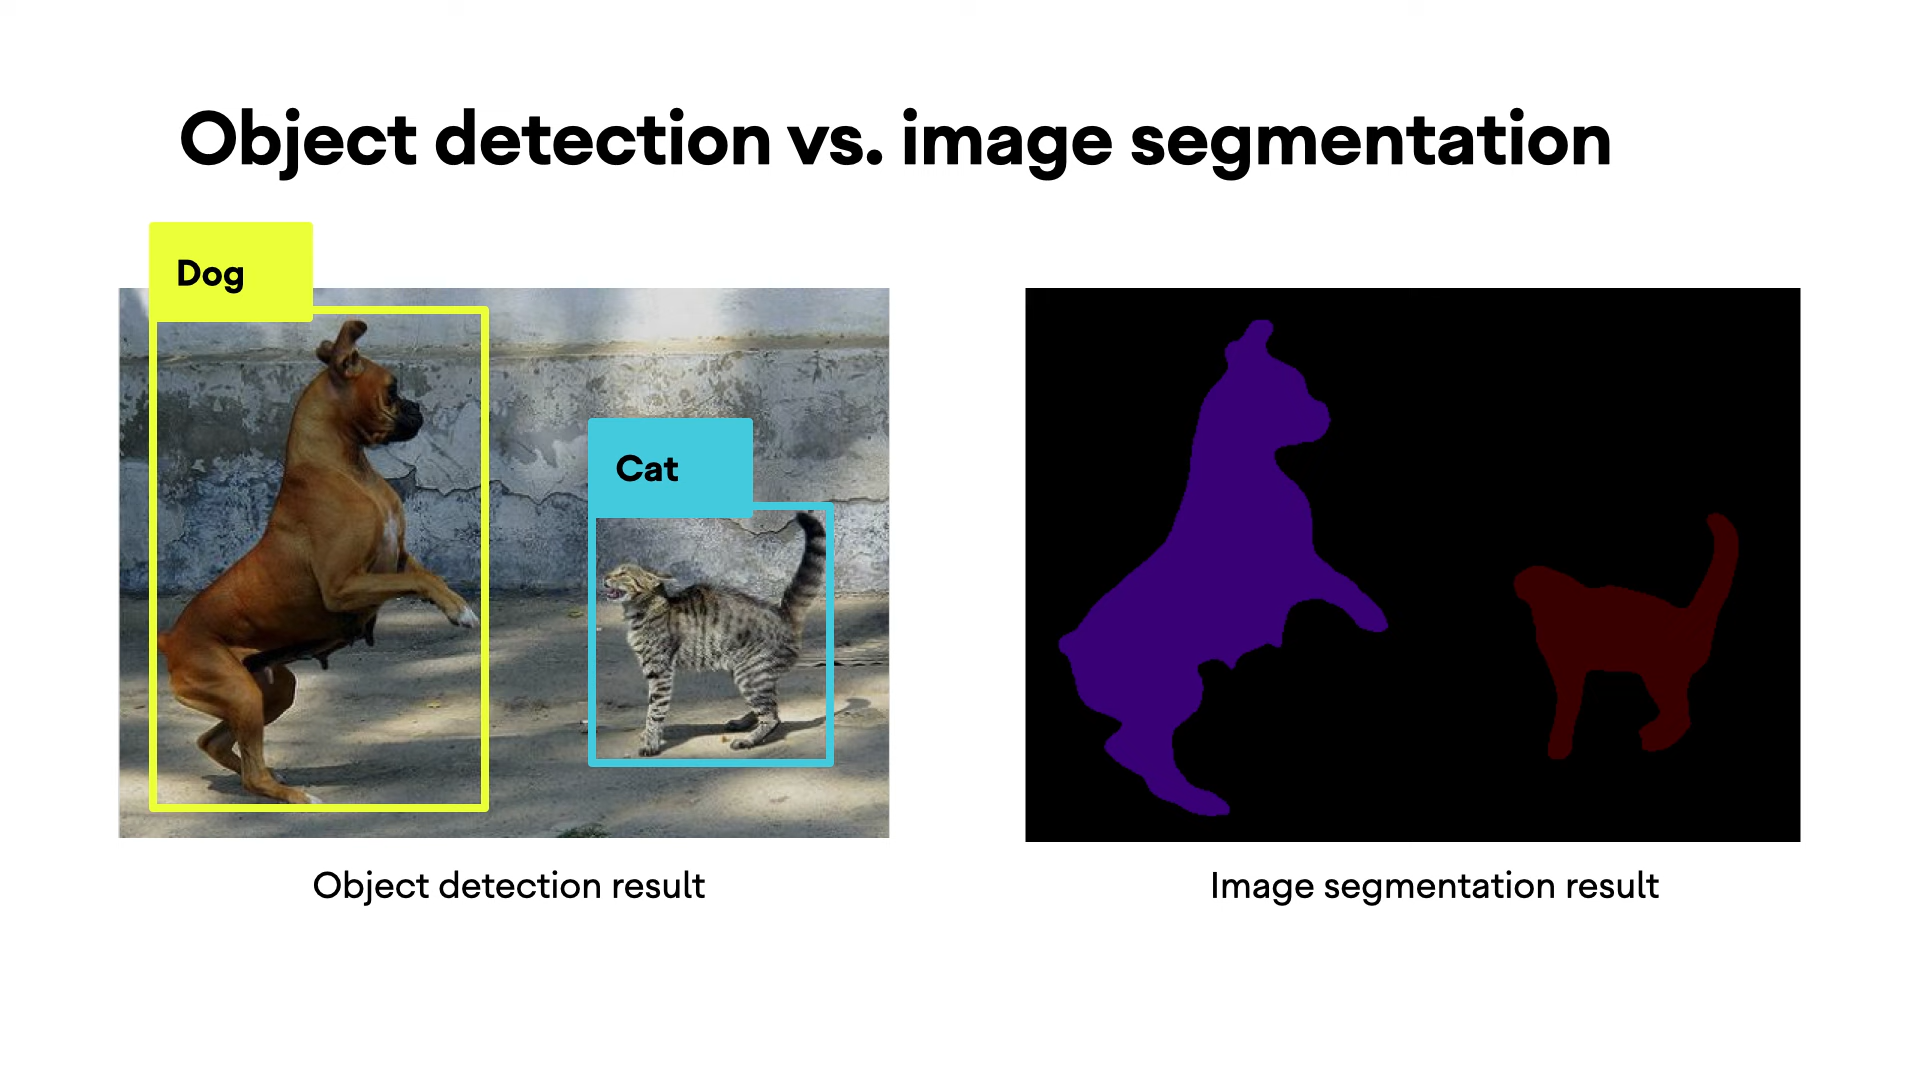 Object detection vs. image segmentation
Dog
Cat
Object detection result
Image segmentation result